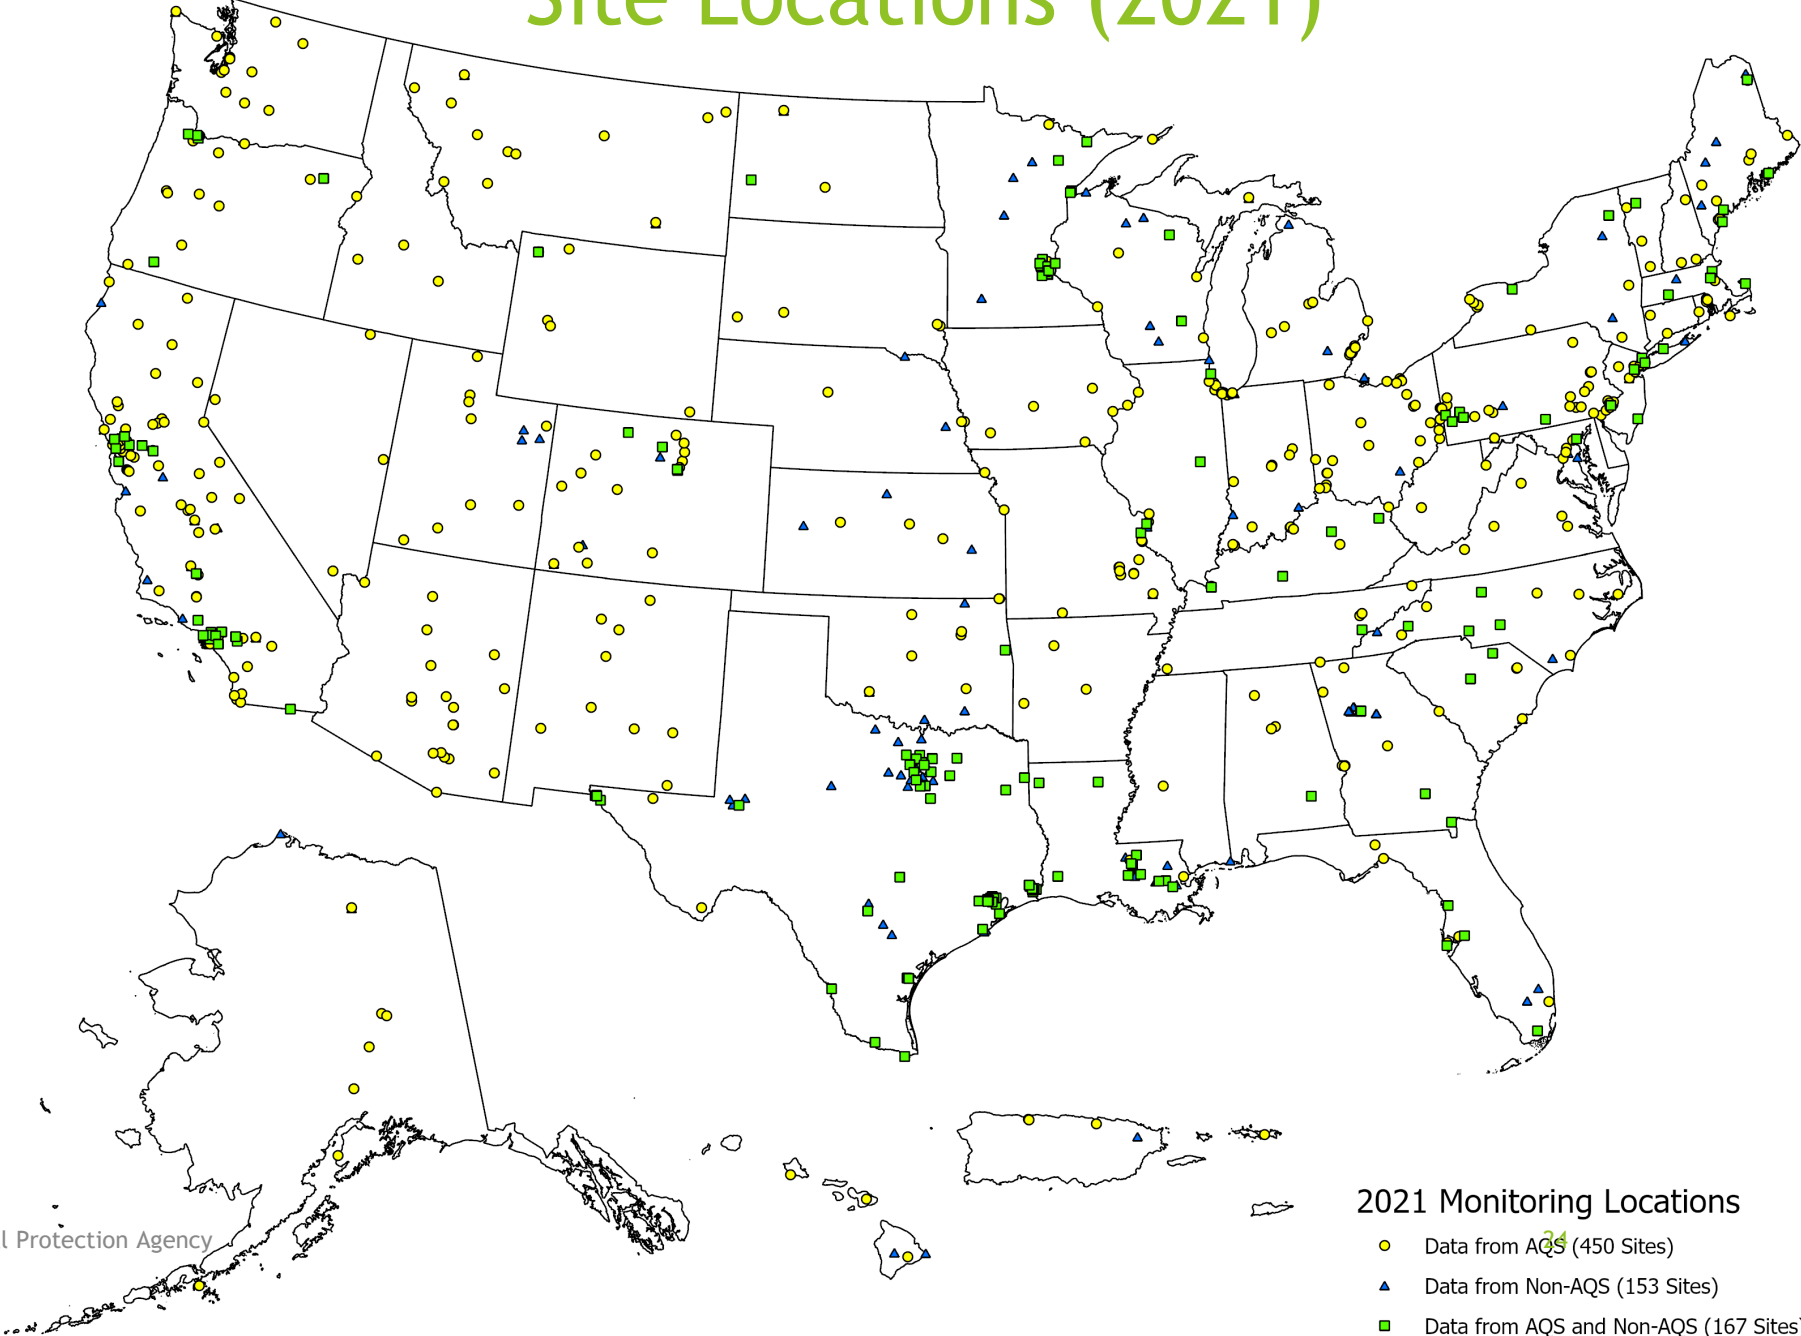 Site Locations (2021)
2021 Monitoring Locations
l Protection Agency
24
Data from AQS (450 Sites)
Data from Non-AQS (153 Sites)
Data from AQS and Non-AQS (167 Sites)